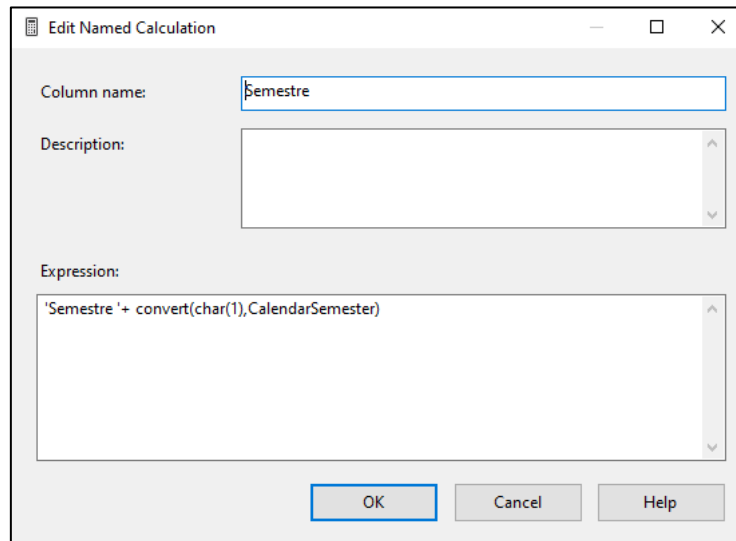 Edit Named Calculation
Column name:
Semestre
Description:
Expression:
'Semestre '+ convert(char(1),CalendarSemester)
OK
Cancel
Help